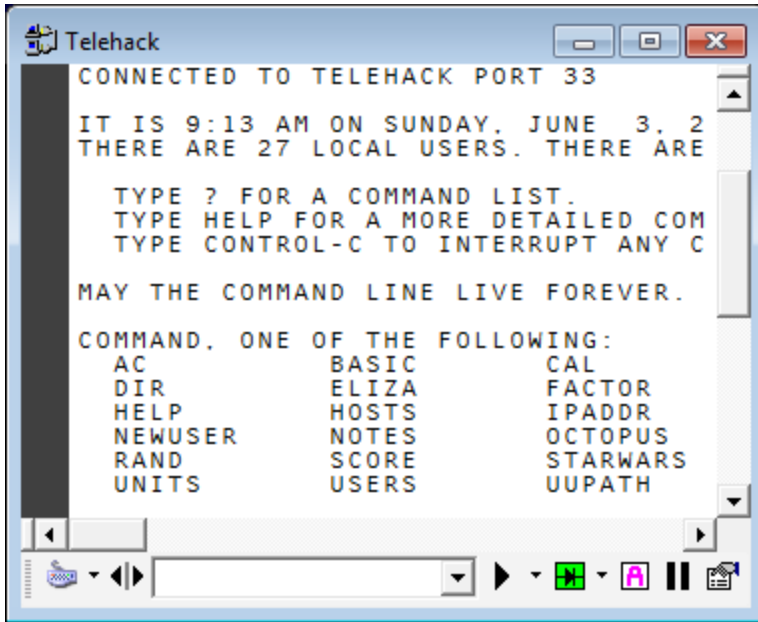 Telehack
CONNECTED TO TELEHACK PORT 33
IT IS 9:13 AM ON SUNDAY, JUNE  3, 2
THERE ARE 27 LOCAL USERS. THERE ARE
TYPE ? FOR A COMMAND LIST.
TYPE HELP FOR A MORE DETAILED COM
TYPE CONTROL-C TO INTERRUPT ANY C
MAY THE COMMAND LINE LIVE FOREVER.
COMMAND, ONE OF THE FOLLOWING:
AC BASIC CAL
DIR ELIZA FACTOR
HELP HOSTS IPADDR
NEWUSER NOTES OCTOPUS
RAND SCORE STARWARS
UNITS USERS UUPATH
A